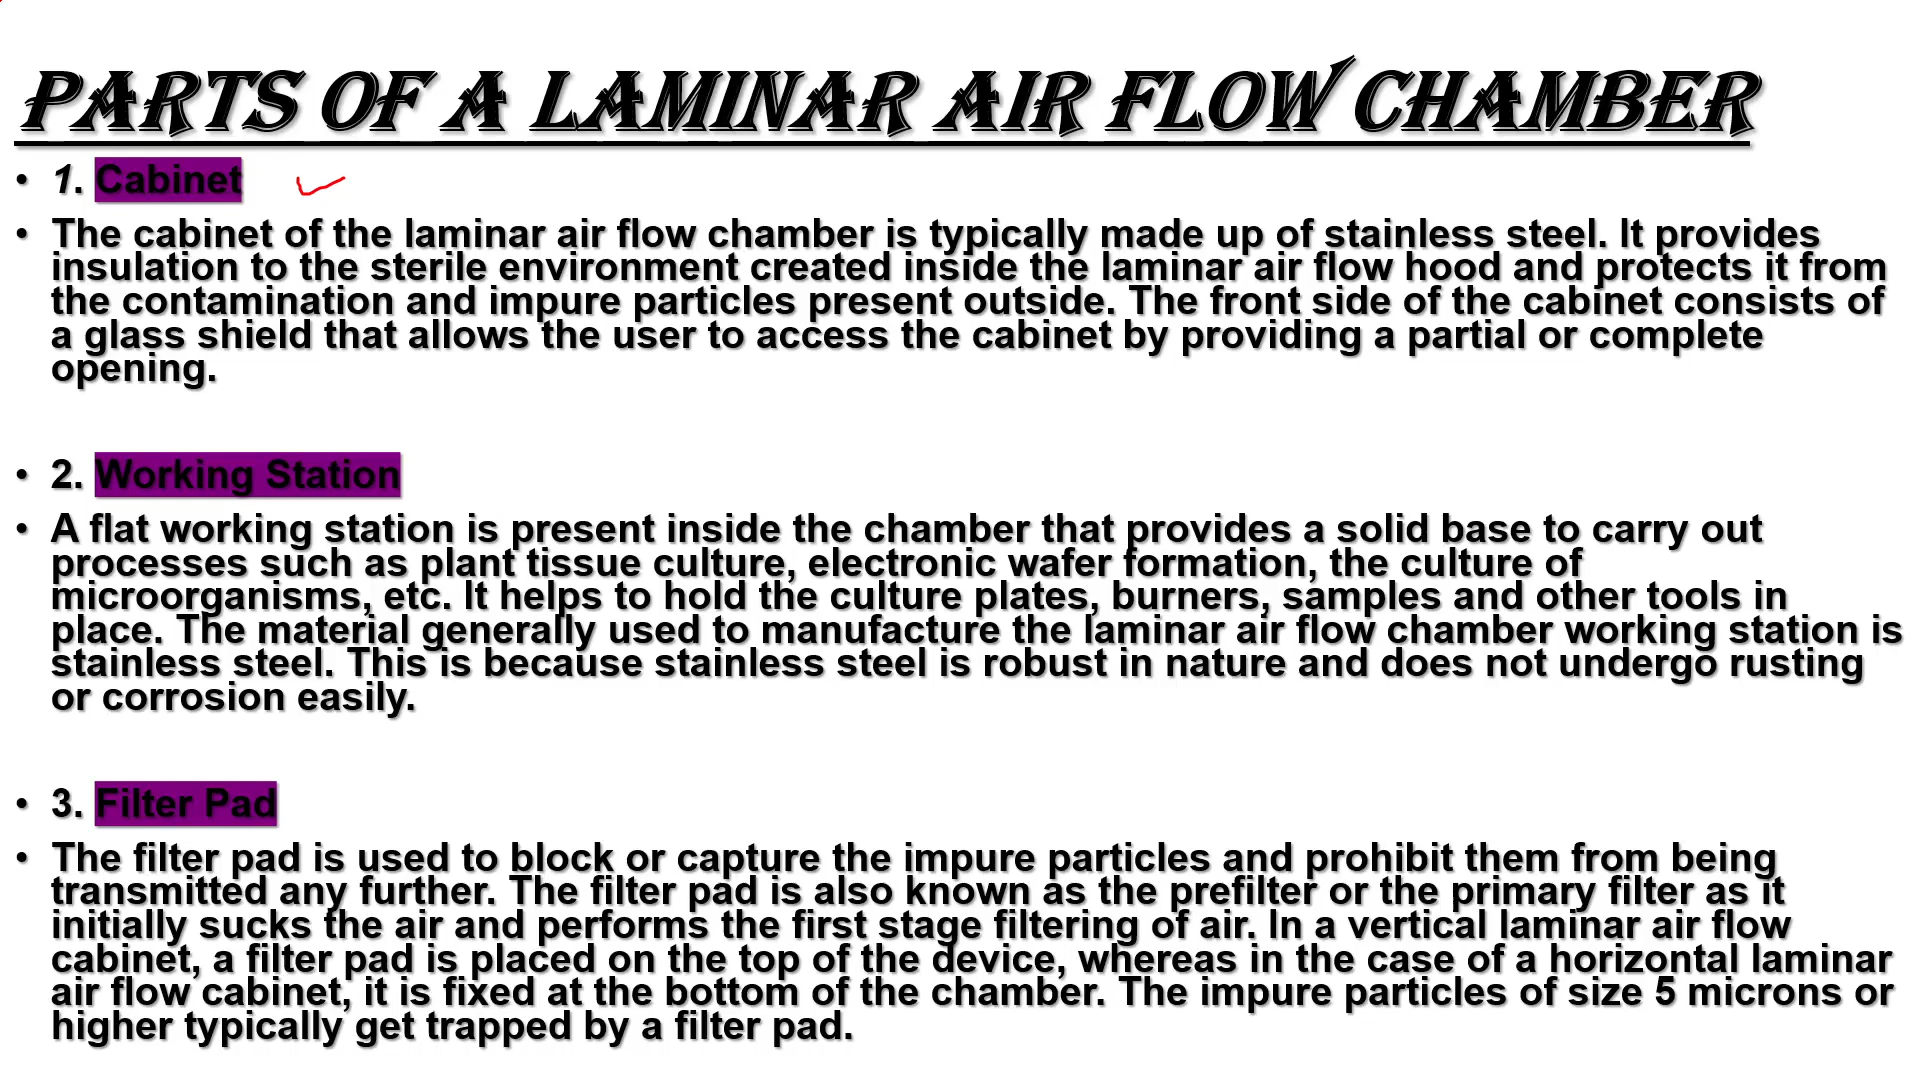 PARTS OF A LAMINAR AIR FLOW CHAMBER
• 1. Cabinet
• The cabinet of the laminar air flow chamber is typically made up of stainless steel. It provides
insulation to the sterile environment created inside the laminar air flow hood and protects it from
the contamination and impure particles present outside. The front side of the cabinet consists of
a glass shield that allows the user to access the cabinet by providing a partial or complete
opening.
• 2. Working Station
• A flat working station is present inside the chamber that provides a solid base to carry out
processes such as plant tissue culture, electronic wafer formation, the culture of
microorganisms, etc. It helps to hold the culture plates, burners, samples and other tools in
place. The material generally used to manufacture the laminar air flow chamber working station is
stainless steel. This is because stainless steel is robust in nature and does not undergo rusting
or corrosion easily.
• 3. Filter Pad
• The filter pad is used to block or capture the impure particles and prohibit them from being
transmitted any further. The filter pad is also known as the prefilter or the primary filter as it
initially sucks the air and performs the first stage filtering of air. In a vertical laminar air flow
cabinet, a filter pad is placed on the top of the device, whereas in the case of a horizontal laminar
air flow cabinet, it is fixed at the bottom of the chamber. The impure particles of size 5 microns or
higher typically get trapped by a filter pad.